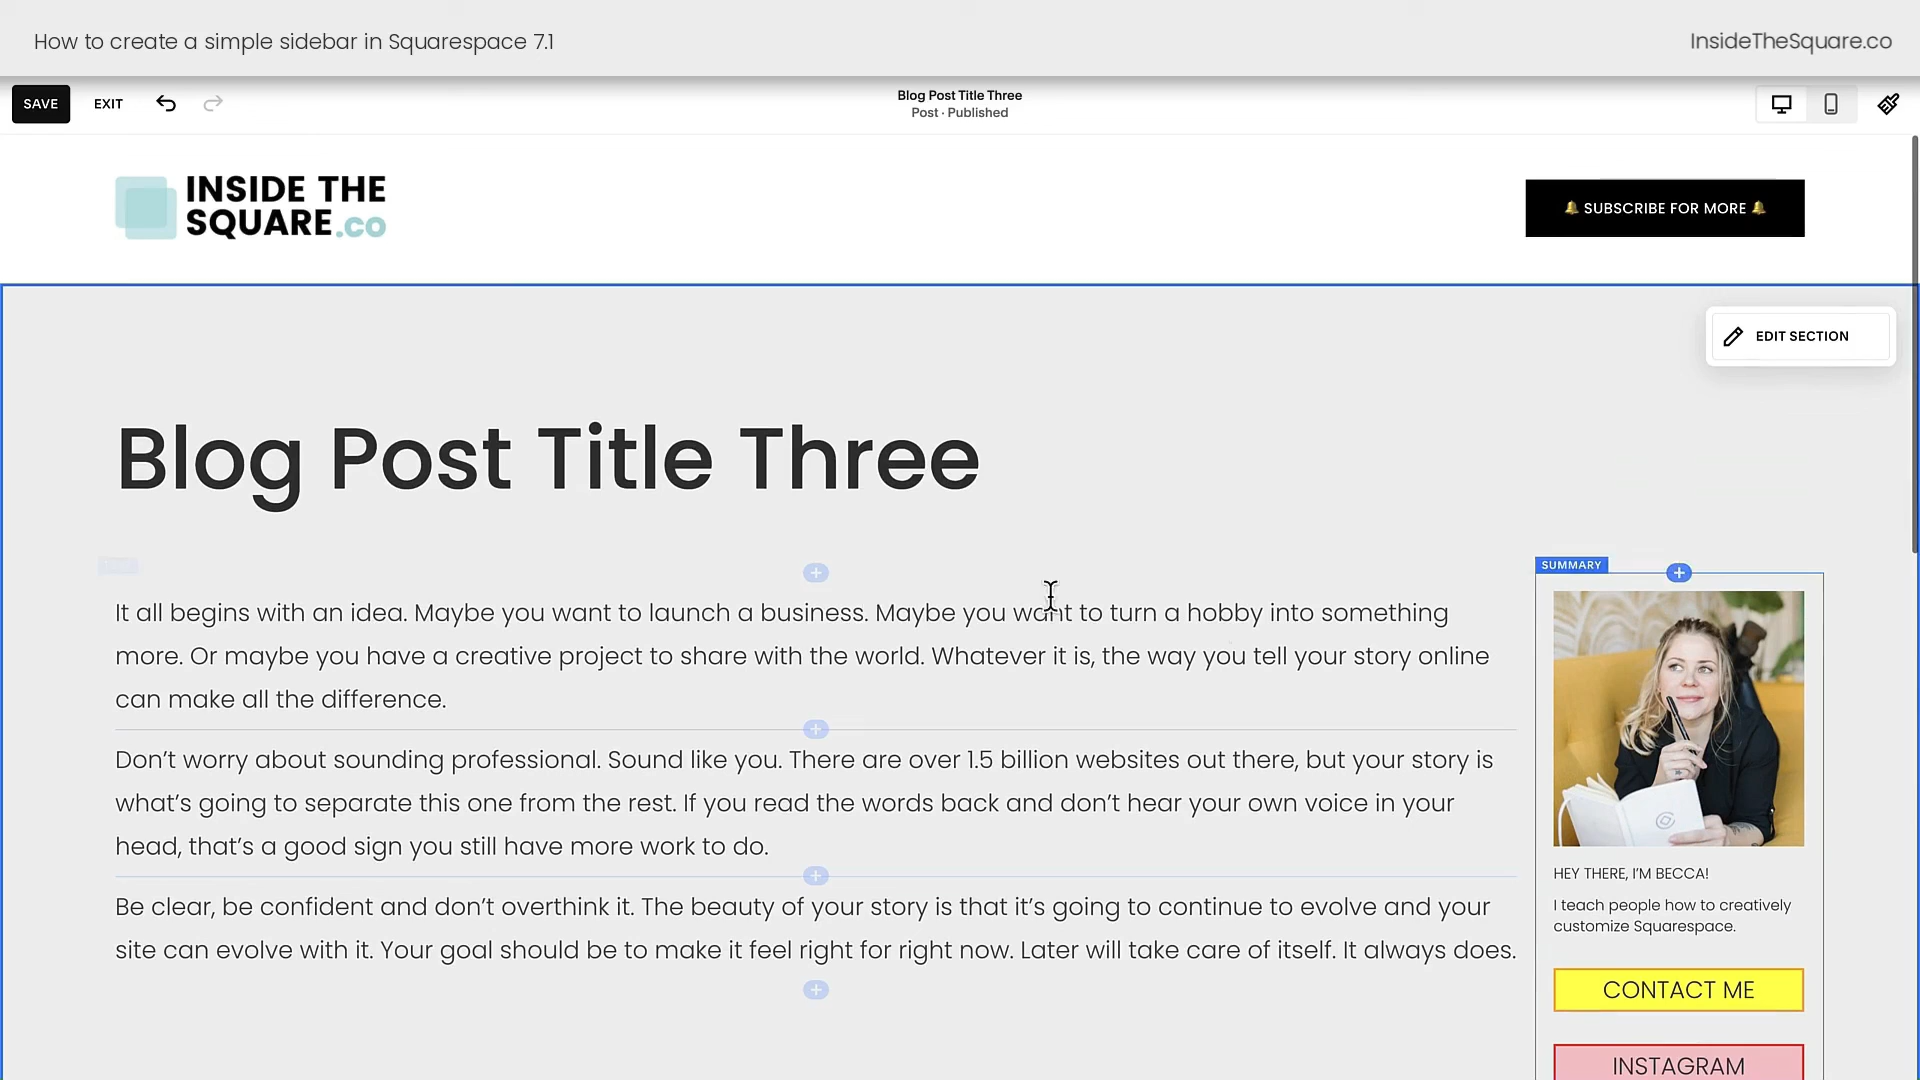 How to create a simple sidebar in Squarespace 7.1
InsideTheSquare.co
SAVE
EXIT
Blog Post Title Three
Post · Published
INSIDE THE
SQUARE.co
🔔 SUBSCRIBE FOR MORE 🔔
EDIT SECTION
Blog Post Title Three
It all begins with an idea. Maybe you want to launch a business. Maybe you want to turn a hobby into something
more. Or maybe you have a creative project to share with the world. Whatever it is, the way you tell your story online
can make all the difference.
Don’t worry about sounding professional. Sound like you. There are over 1.5 billion websites out there, but your story is
what’s going to separate this one from the rest. If you read the words back and don’t hear your own voice in your
head, that’s a good sign you still have more work to do.
Be clear, be confident and don’t overthink it. The beauty of your story is that it’s going to continue to evolve and your
site can evolve with it. Your goal should be to make it feel right for right now. Later will take care of itself. It always does.
SUMMARY
HEY THERE, I’M BECCA!
I teach people how to creatively
customize Squarespace.
CONTACT ME
INSTAGRAM